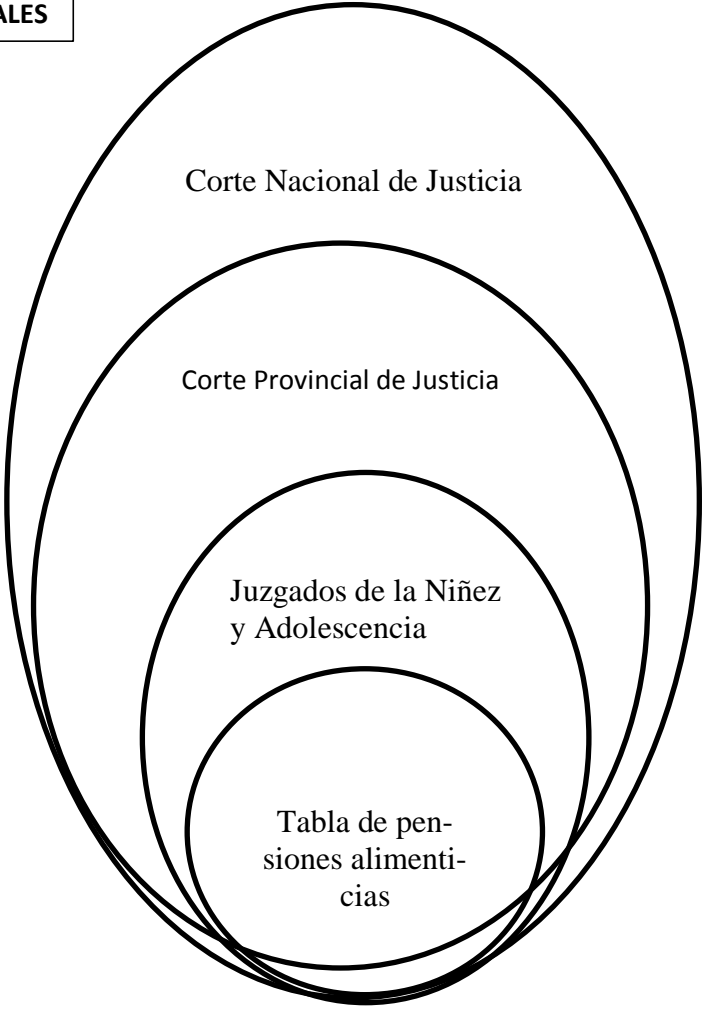 ALES
Corte Nacional de Justicia
Corte Provincial de Justicia
Juzgados de la Niñez
y Adolescencia
Tabla de pen-
siones alimenti-
cias